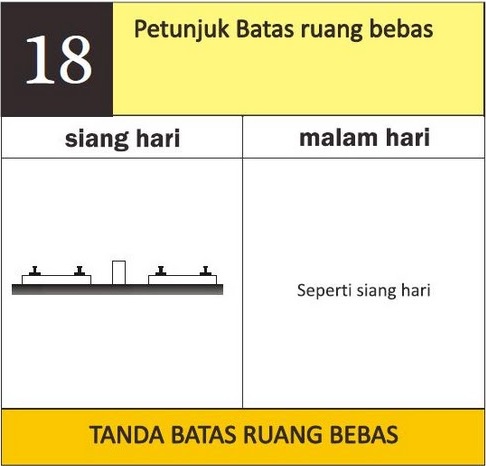 18
Petunjuk Batas ruang bebas
siang hari
malam hari
Seperti siang hari
TANDA BATAS RUANG BEBAS